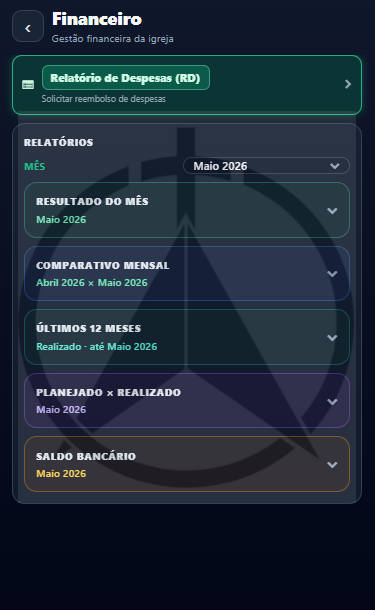 Financeiro
Gestão financeira da igreja
Relatório de Despesas (RD)
Solicitar reembolso de despesas
RELATÓRIOS
MÊS
Maio 2026
RESULTADO DO MÊS
Maio 2026
COMPARATIVO MENSAL
Abril 2026 × Maio 2026
ÚLTIMOS 12 MESES
Realizado · até Maio 2026
PLANEJADO × REALIZADO
Maio 2026
SALDO BANCÁRIO
Maio 2026